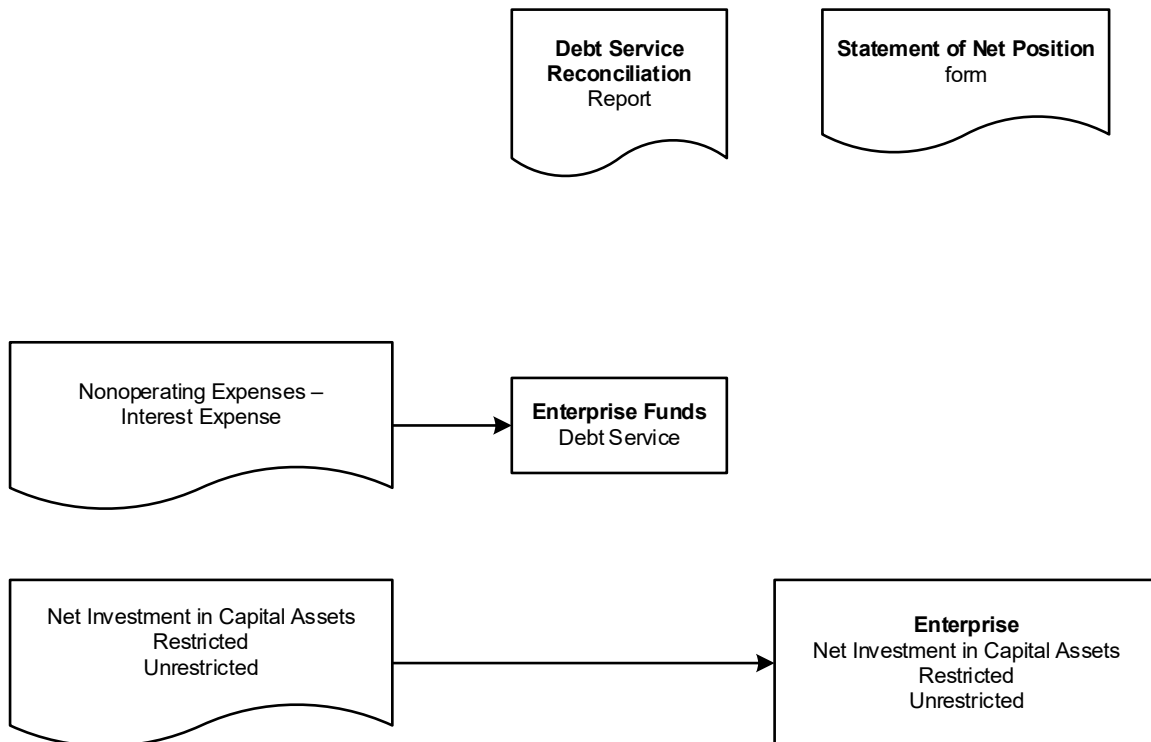 Debt Service
Reconciliation
Report
Statement of Net Position
form
Nonoperating Expenses –
Interest Expense
Enterprise Funds
Debt Service
Net Investment in Capital Assets
Restricted
Unrestricted
Enterprise
Net Investment in Capital Assets
Restricted
Unrestricted